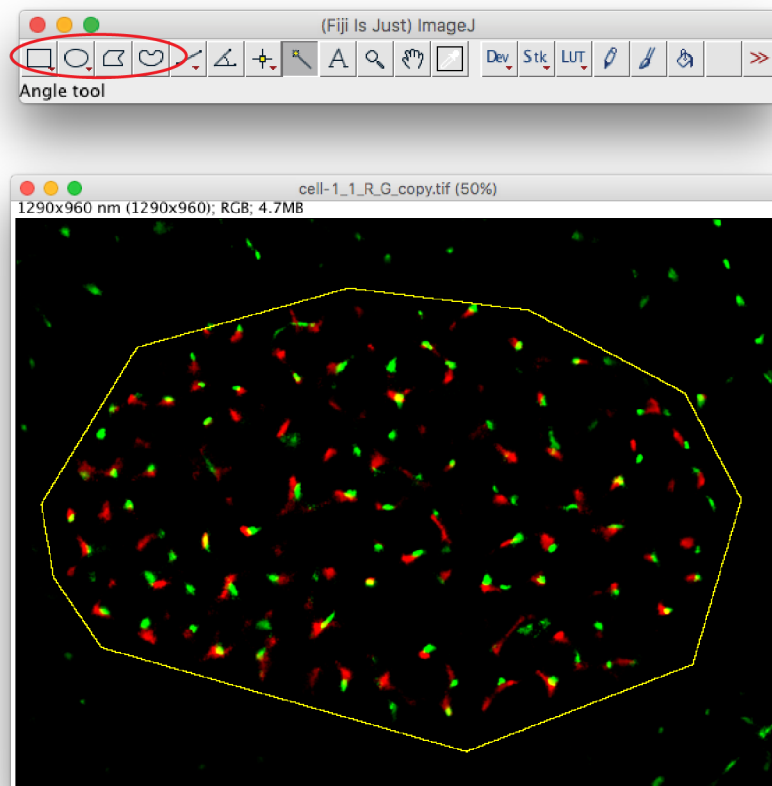 (Fiji Is Just) ImageJ
A Dev Stk LUT >>
Angle tool
cell-1_1_R_G_copy.tif (50%)
1290x960 nm (1290x960); RGB; 4.7MB